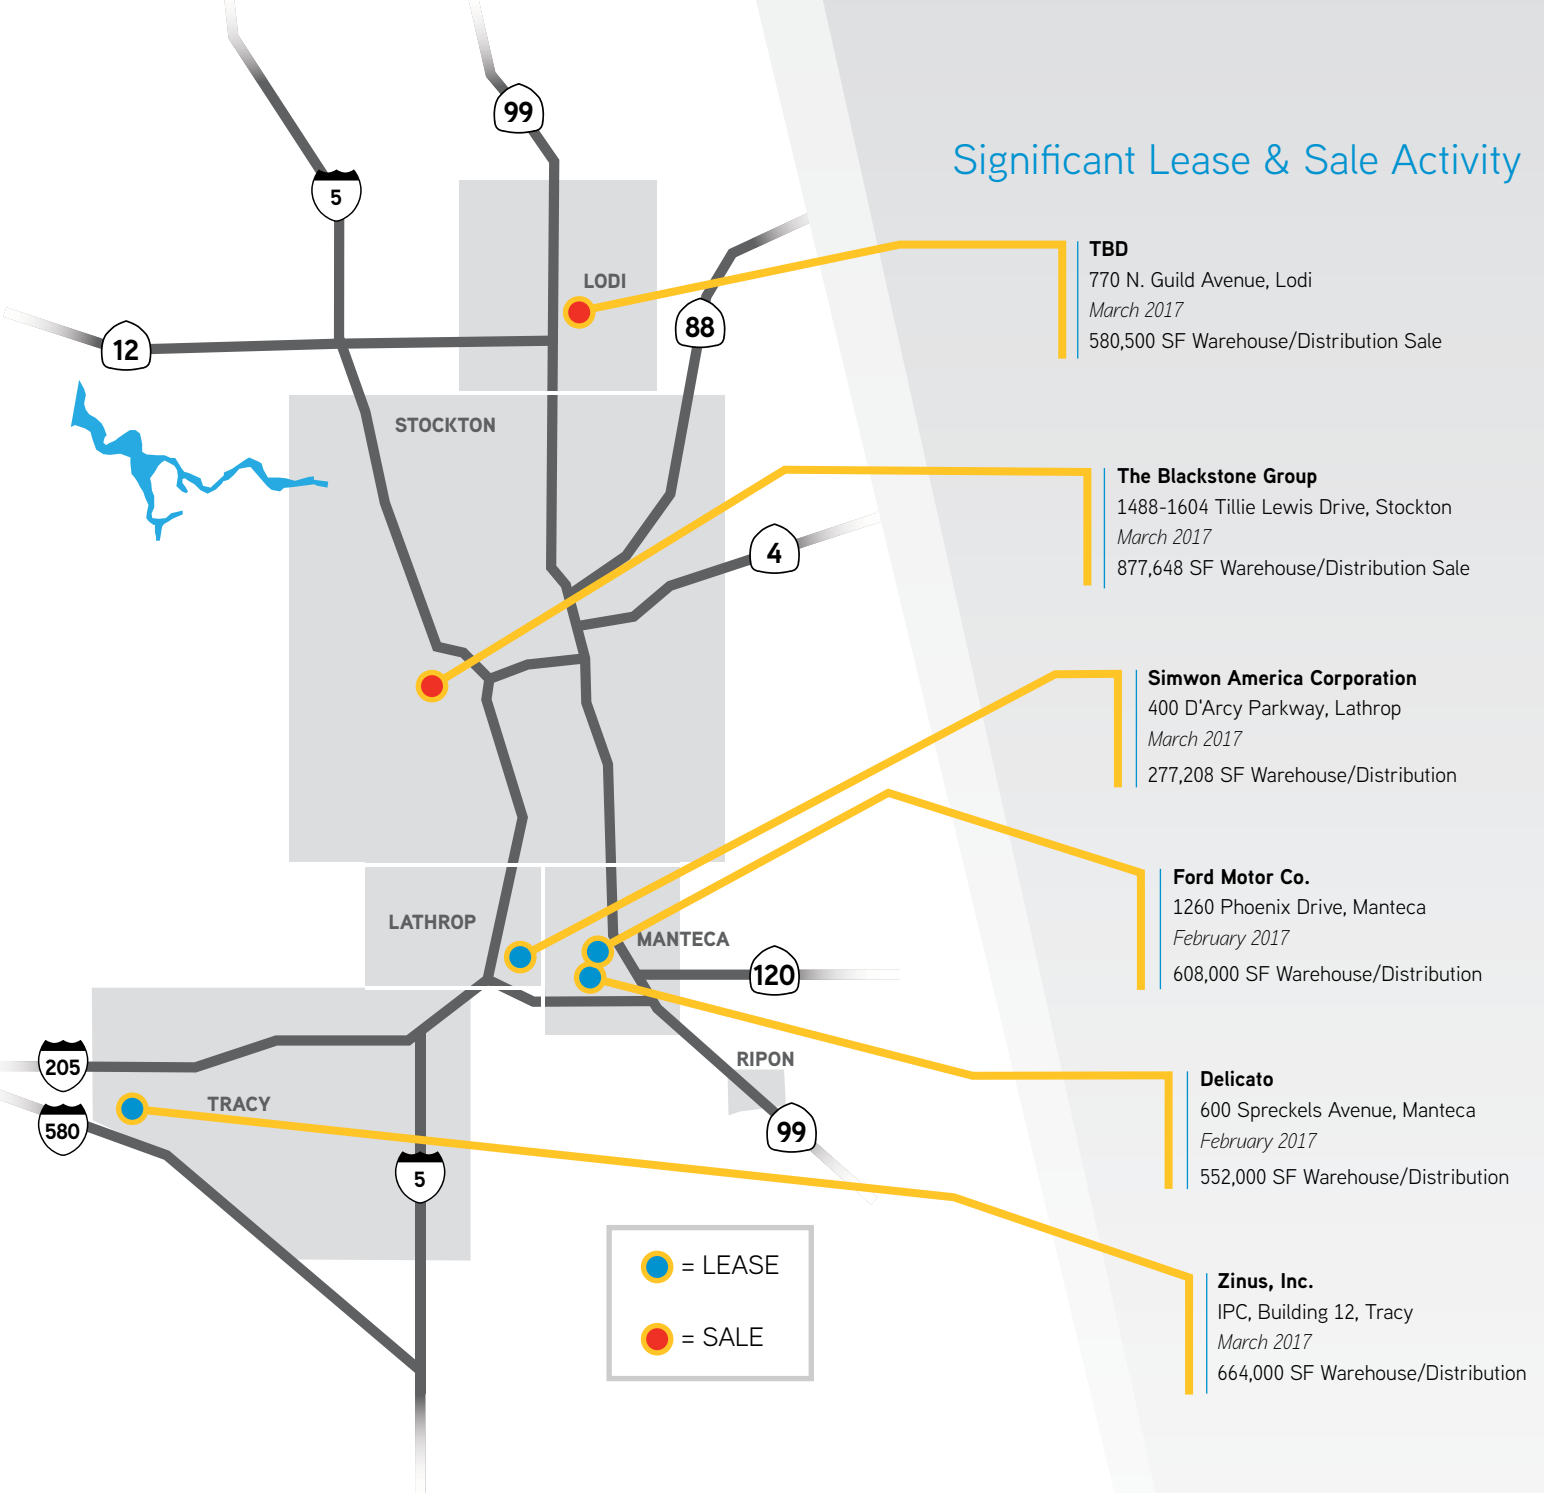 99
Significant Lease & Sale Activity
5
TBD
770 N. Guild Avenue, Lodi
March 2017
580,500 SF Warehouse/Distribution Sale
LODI
88
12
STOCKTON
The Blackstone Group
1488-1604 Tillie Lewis Drive, Stockton
March 2017
877,648 SF Warehouse/Distribution Sale
4
Simwon America Corporation
400 D'Arcy Parkway, Lathrop
March 2017
277,208 SF Warehouse/Distribution
Ford Motor Co.
1260 Phoenix Drive, Manteca
February 2017
608,000 SF Warehouse/Distribution
LATHROP
MANTECA
120
205
RIPON
TRACY
580
99
5
Delicato
600 Spreckels Avenue, Manteca
February 2017
552,000 SF Warehouse/Distribution
= LEASE
= SALE
Zinus, Inc.
IPC, Building 12, Tracy
March 2017
664,000 SF Warehouse/Distribution